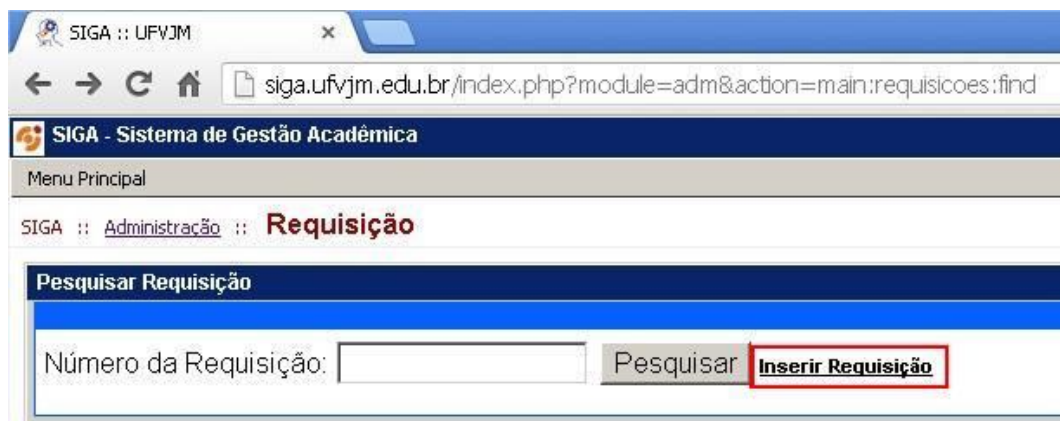 SIGA :: UFVJM
siga.ufvjm.edu.br/index.php?module=adm&action=main:requisicoes:find
SIGA - Sistema de Gestão Acadêmica
Menu Principal
SIGA :: Administração :: Requisição
Pesquisar Requisição
Número da Requisição: Pesquisar Inserir Requisição